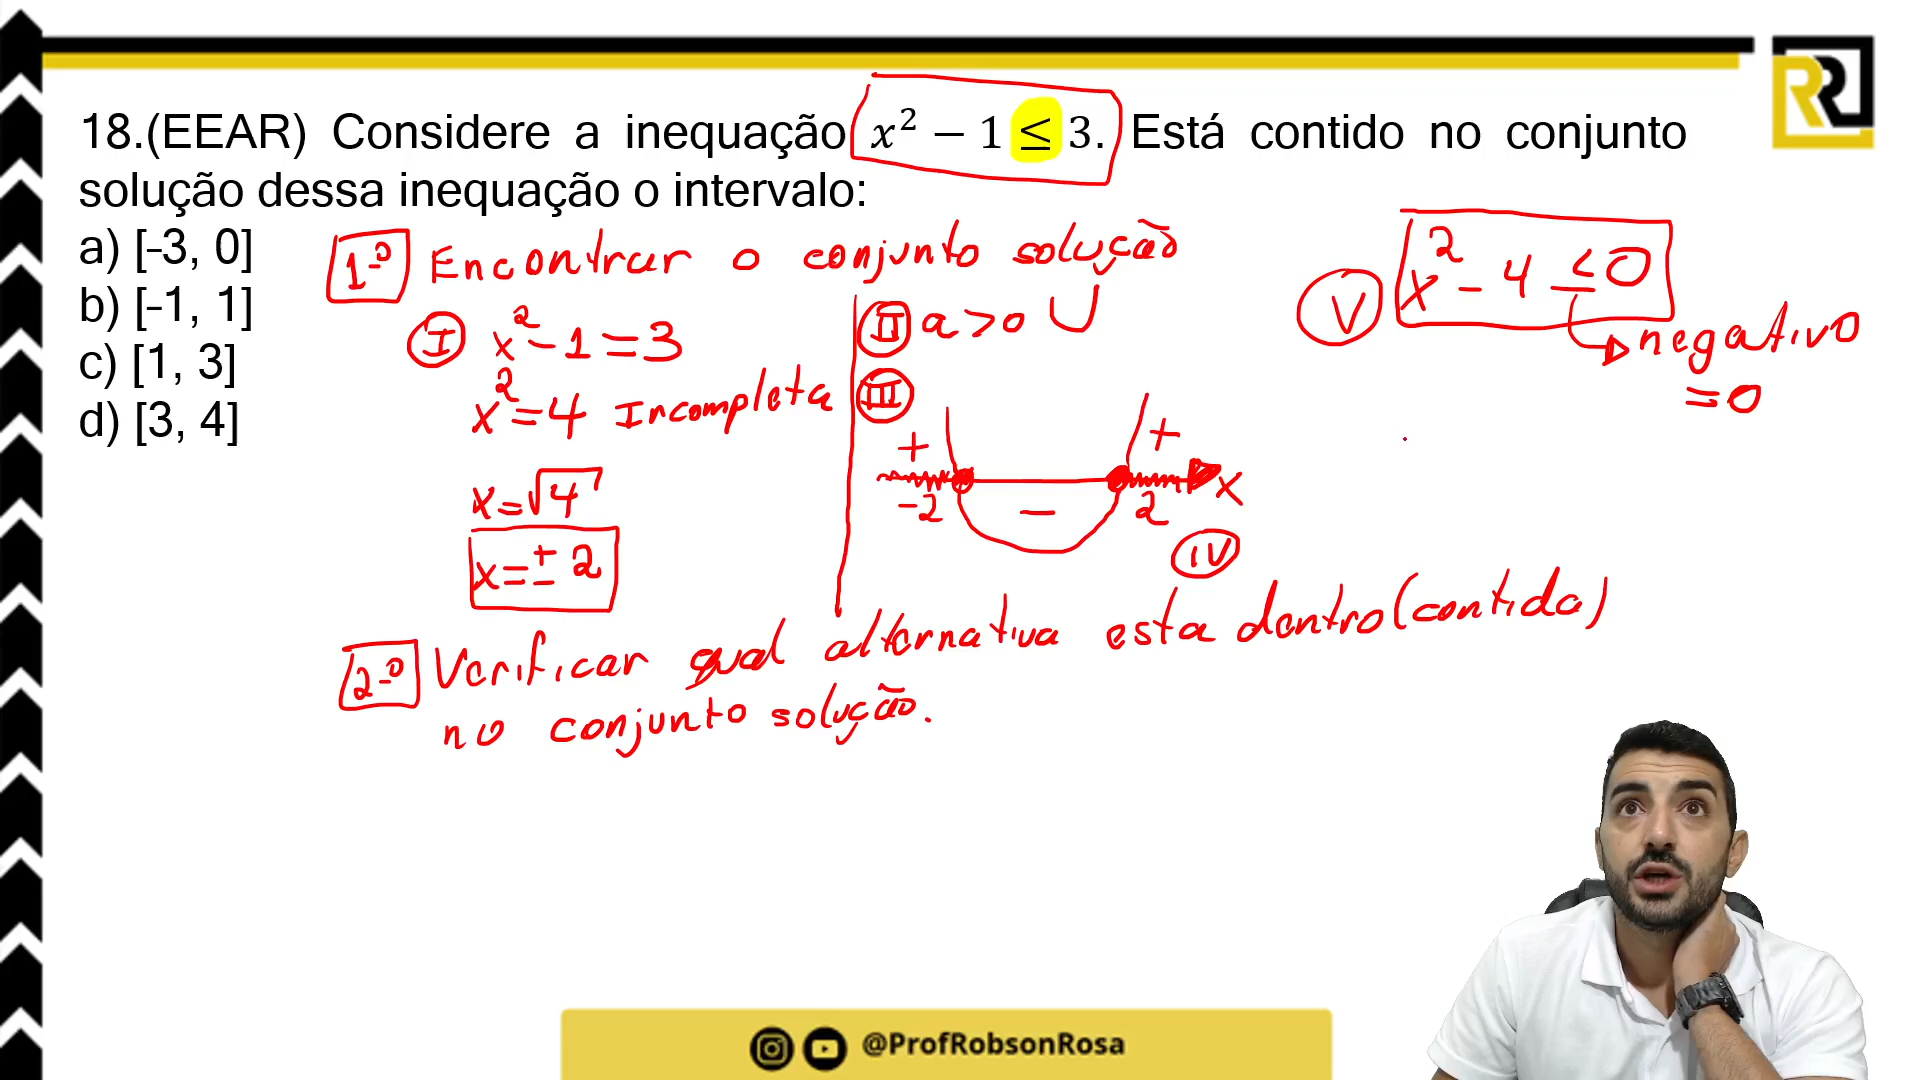 18.(EEAR) Considere a inequação x² − 1 ≤ 3. Está contido no conjunto
solução dessa inequação o intervalo:
a) [-3, 0]
b) [-1, 1]
c) [1, 3]
d) [3, 4]
1º Encontrar o conjunto solução
I x² - 1 = 3
x² = 4 Incompleta
x = √4
x = ± 2
II a > 0
III
+ +
-2 - 2 x
IV
V x² - 4 ≤ 0
negativo
= 0
2º Verificar qual alternativa esta dentro (contida)
no conjunto solução.
R
@ProfRobsonRosa